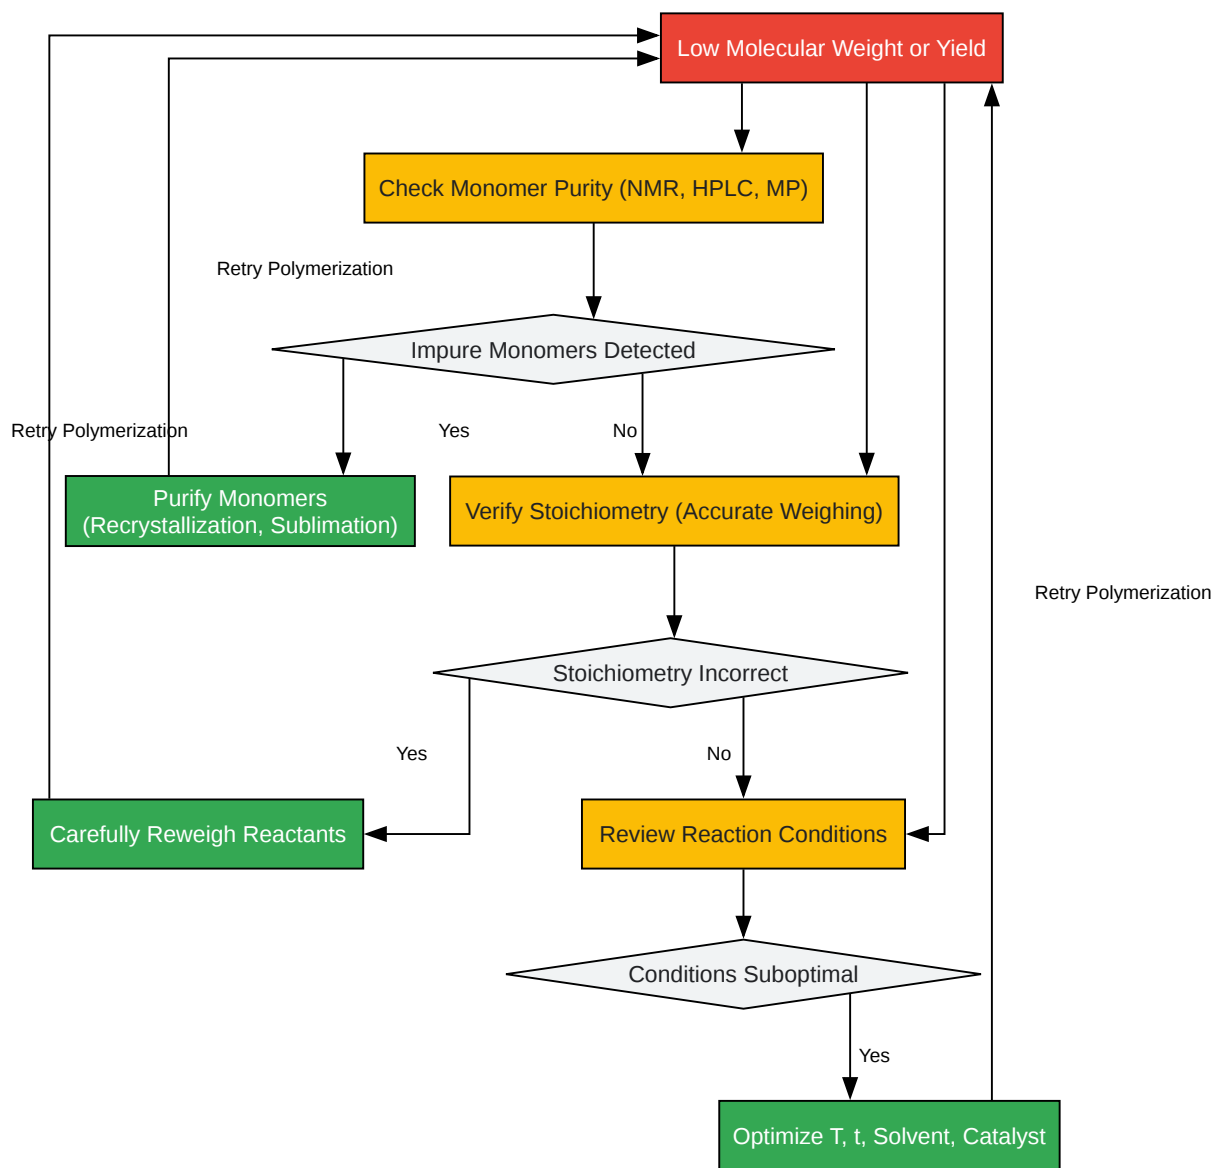 Low Molecular Weight or Yield
Check Monomer Purity (NMR, HPLC, MP)
Retry Polymerization
Impure Monomers Detected
Retry Polymerization
Yes
No
Purify Monomers
(Recrystallization, Sublimation)
Verify Stoichiometry (Accurate Weighing)
Retry Polymerization
Stoichiometry Incorrect
Yes
No
Carefully Reweigh Reactants
Review Reaction Conditions
Conditions Suboptimal
Yes
Optimize T, t, Solvent, Catalyst